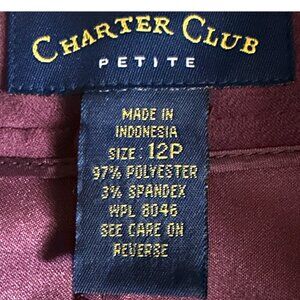 CHARTER CLUB
PETITE
MADE IN
INDONESIA
SIZE: 12P
97% POLYESTER
3% SPANDEX
WPL 8046
SEE CARE ON
REVERSE